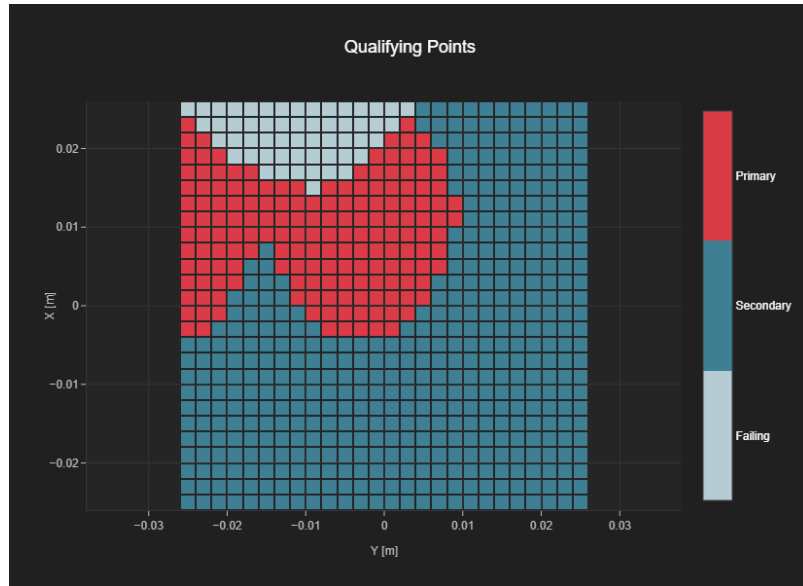 Qualifying Points
X [m]
0.02
0.01
0
−0.01
−0.02
−0.03
−0.02
−0.01
0
0.01
0.02
0.03
Y [m]
Primary
Secondary
Failing